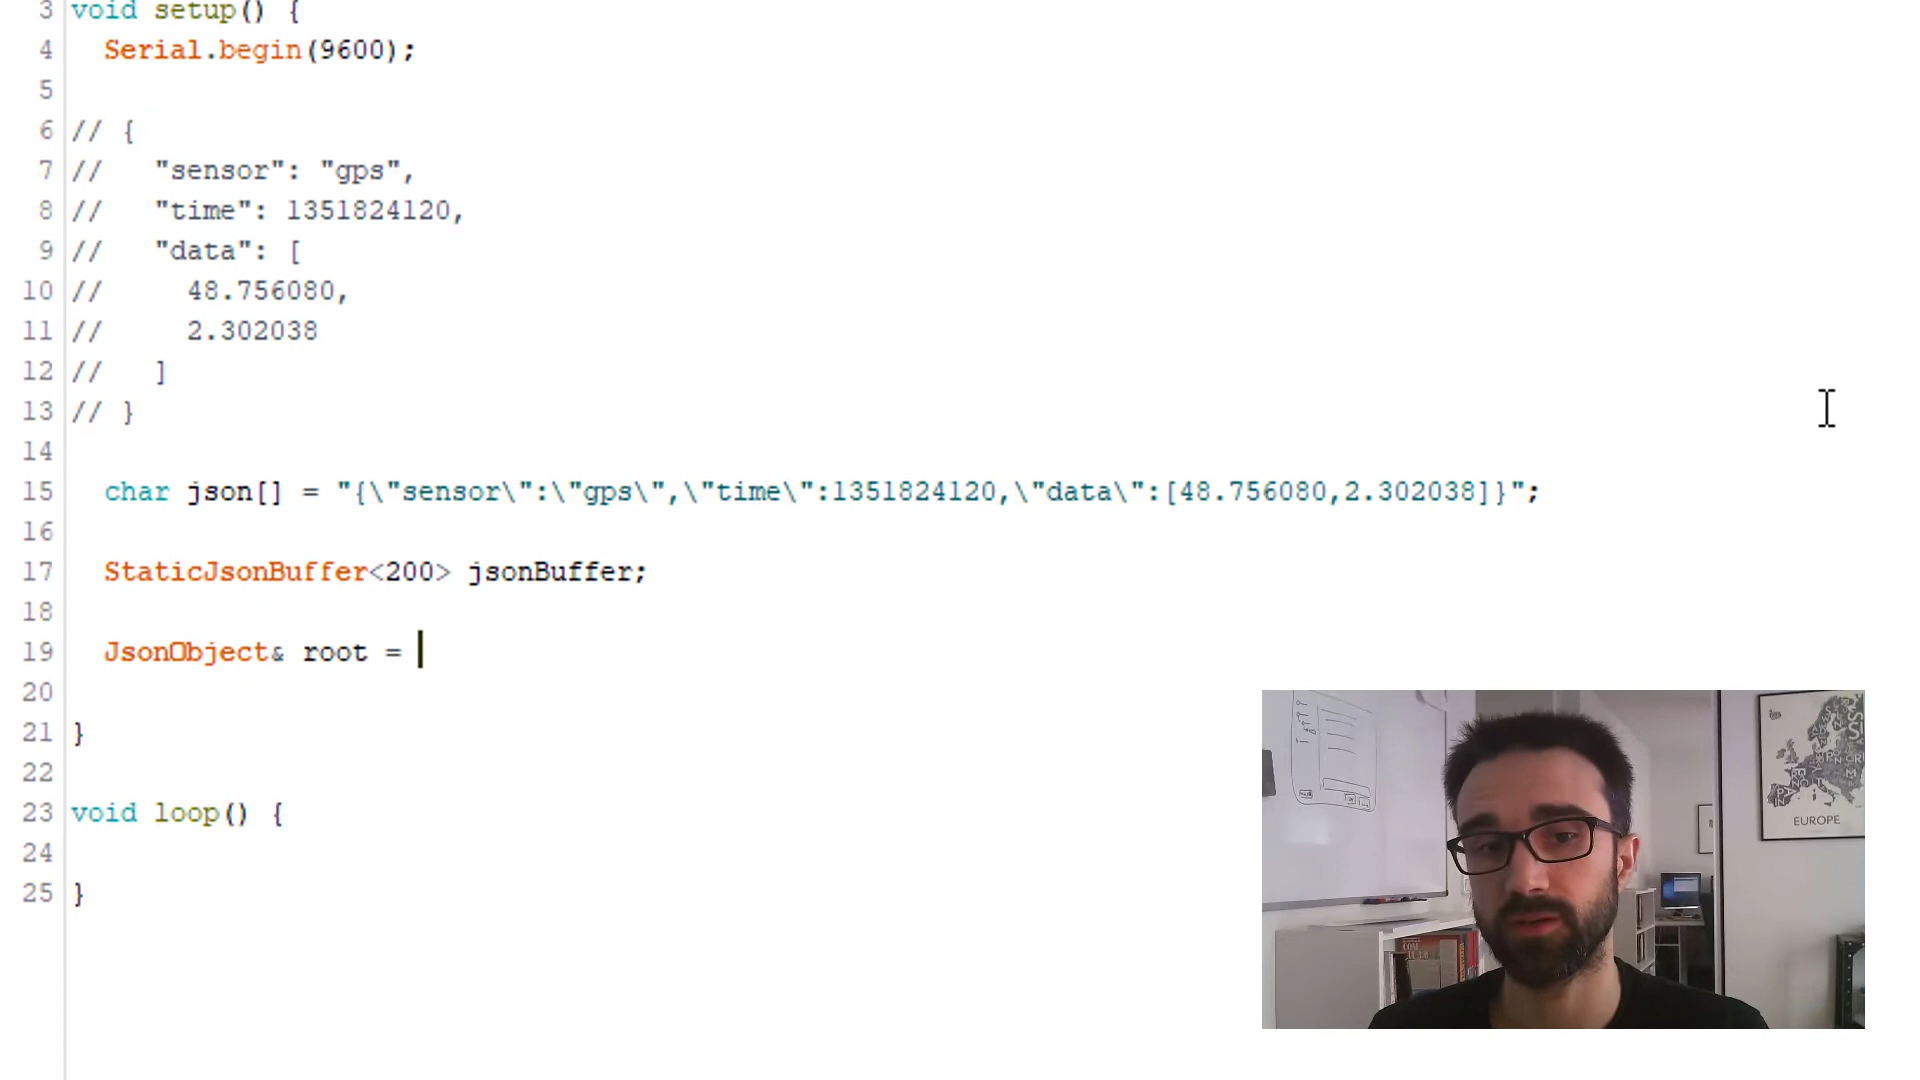 3 void setup() {
4 Serial.begin(9600);
5
6 // {
7 //   "sensor": "gps",
8 //   "time": 1351824120,
9 //   "data": [
10 //     48.756080,
11 //     2.302038
12 //   ]
13 // }
14
15 char json[] = "{\"sensor\":\"gps\",\"time\":1351824120,\"data\":[48.756080,2.302038]}";
16
17 StaticJsonBuffer<200> jsonBuffer;
18
19 JsonObject& root =
20
21 }
22
23 void loop() {
24
25 }
EUROPE